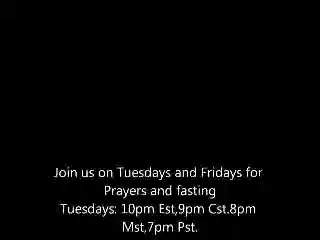 Join us on Tuesdays and Fridays for
Prayers and fasting
Tuesdays: 10pm Est,9pm Cst.8pm
Mst,7pm Pst.